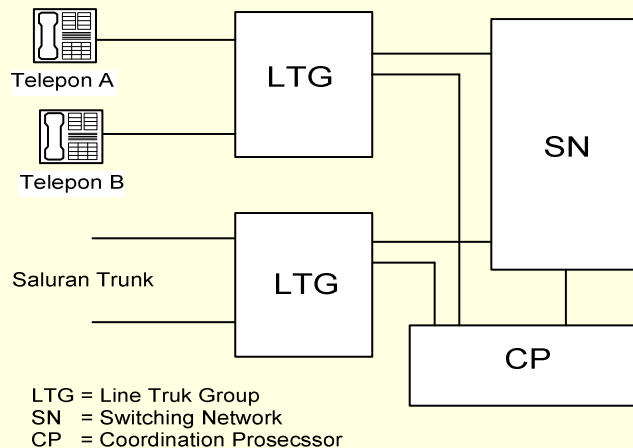 Telepon A
Telepon B
LTG
SN
Saluran Trunk
LTG
CP
LTG = Line Truk Group
SN = Switching Network
CP = Coordination Prosecssor